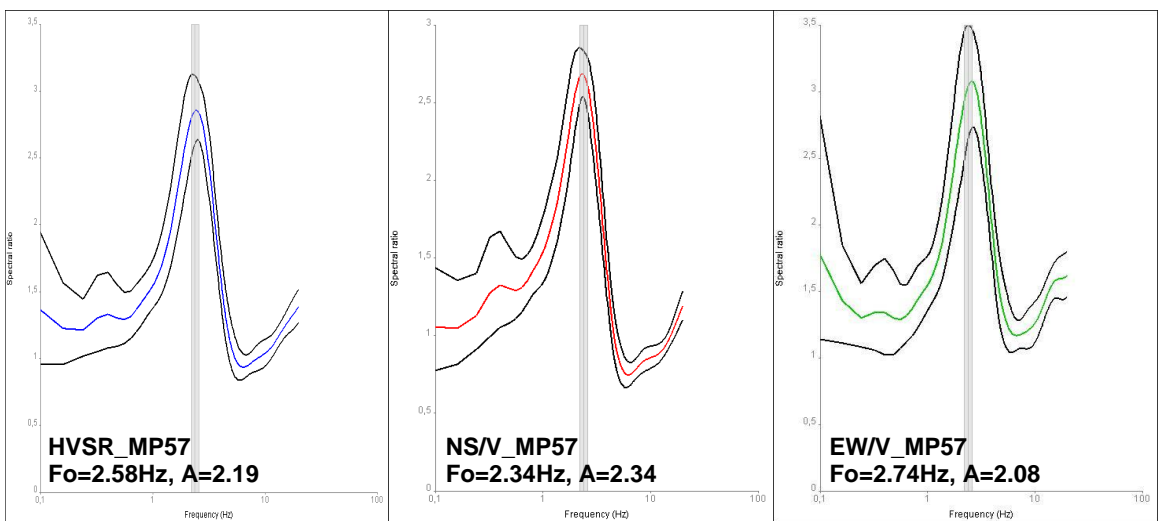 3,5
3
2,5
2
1,5
1
0,5
0
0,1
1
10
100
Spectral ratio
Frequency (Hz)
HVSR_MP57
Fo=2.58Hz, A=2.19
3
2,5
2
1,5
1
0,5
0
0,1
1
10
100
Spectral ratio
Frequency (Hz)
NS/V_MP57
Fo=2.34Hz, A=2.34
3,5
3
2,5
2
1,5
1
0,5
0
0,1
1
10
100
Spectral ratio
Frequency (Hz)
EW/V_MP57
Fo=2.74Hz, A=2.08